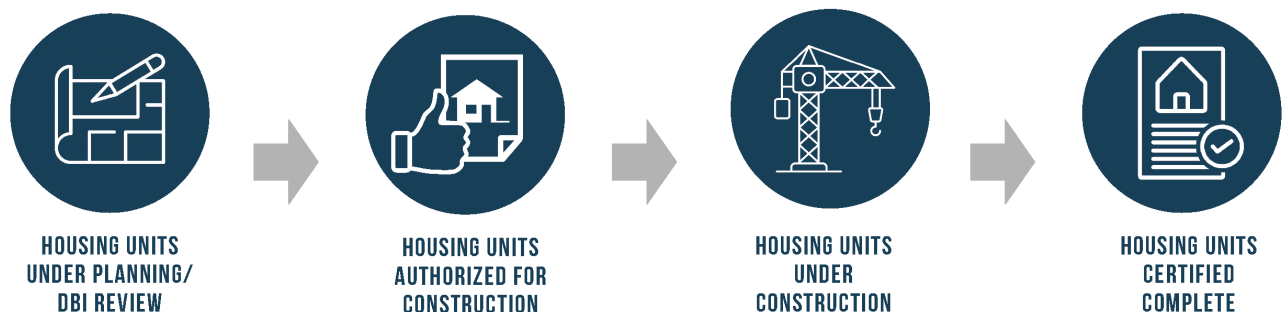 HOUSING UNITS
UNDER PLANNING/
DBI REVIEW
HOUSING UNITS
AUTHORIZED FOR
CONSTRUCTION
HOUSING UNITS
UNDER
CONSTRUCTION
HOUSING UNITS
CERTIFIED
COMPLETE